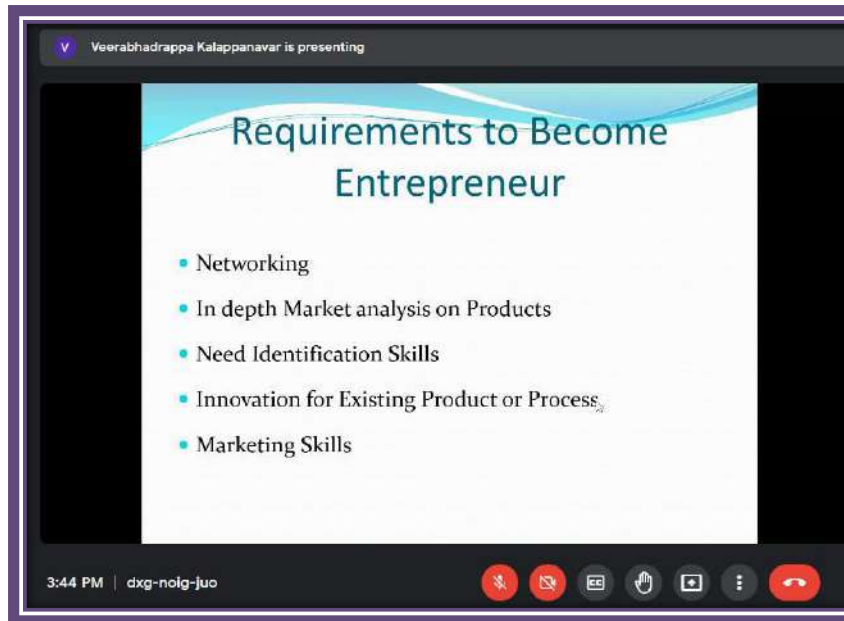 V Veerabhadrappa Kalappanavar is presenting
Requirements to Become
Entrepreneur
• Networking
• In depth Market analysis on Products
• Need Identification Skills
• Innovation for Existing Product or Process
• Marketing Skills
3:44 PM | dxg-noig-juo
CC